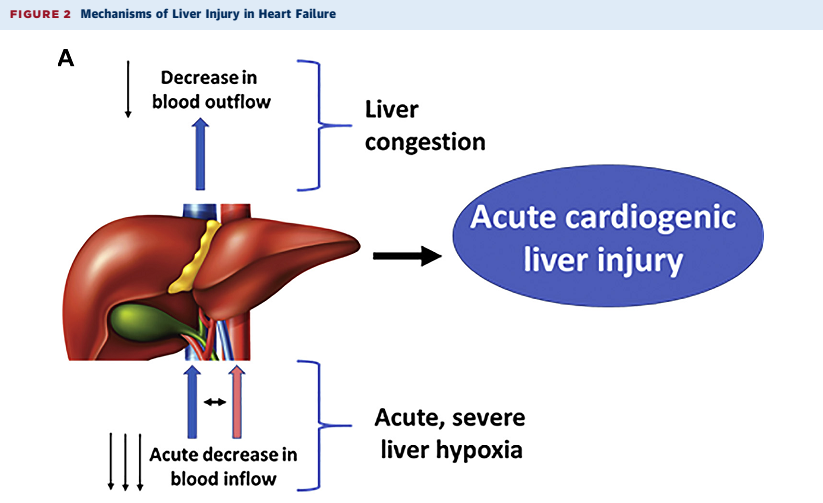 FIGURE 2 Mechanisms of Liver Injury in Heart Failure
A
Decrease in
blood outflow
Liver
congestion
Acute cardiogenic
liver injury
Acute, severe
liver hypoxia
Acute decrease in
blood inflow